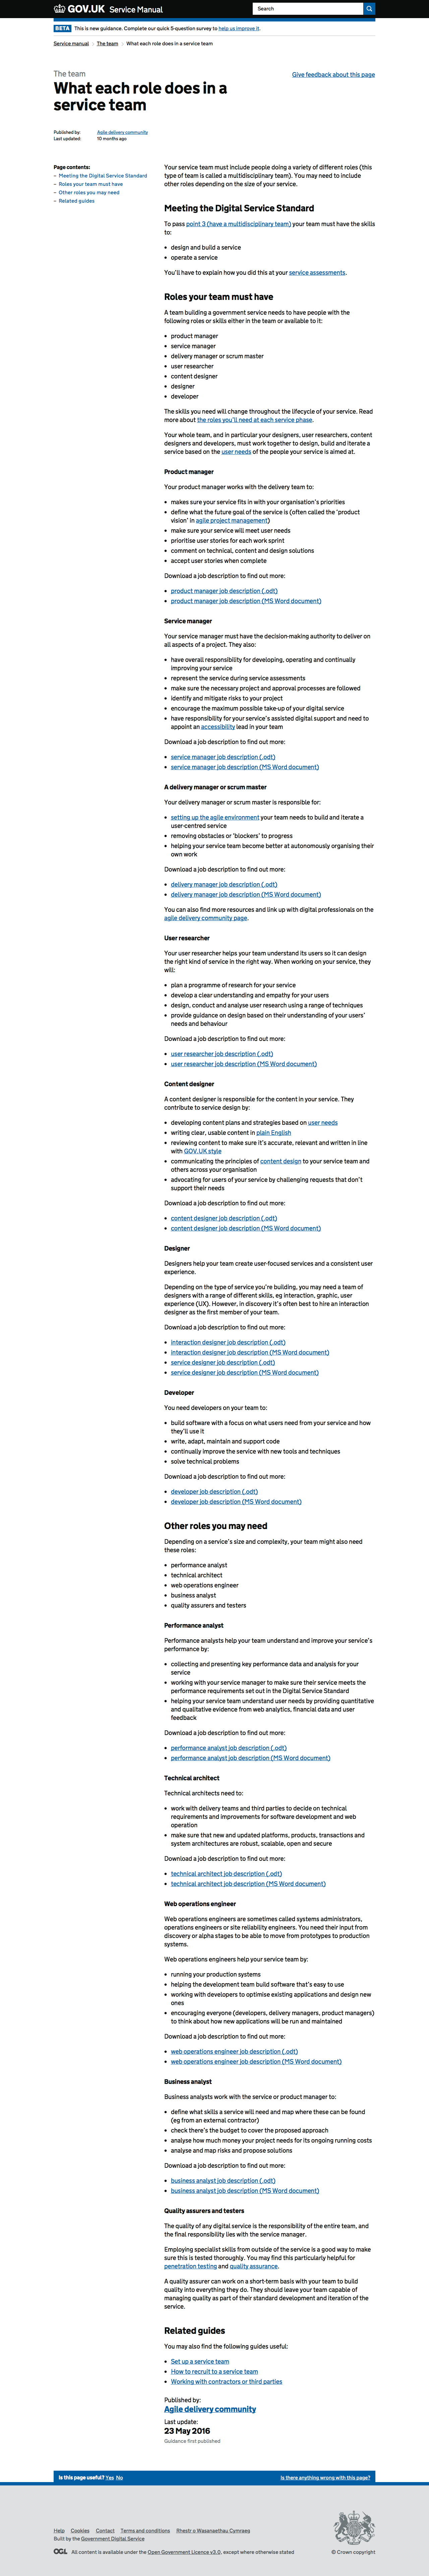 GOV.UK Service Manual
Search
BETA This is new guidance. Complete our quick 5-question survey to help us improve it.
Service manual The team What each role does in a service team
The team
Give feedback about this page
What each role does in a
service team
Published by: Agile delivery community
Last updated: 10 months ago
Page contents:
– Meeting the Digital Service Standard
– Roles your team must have
– Other roles you may need
– Related guides
Your service team must include people doing a variety of different roles (this
type of team is called a multidisciplinary team). You may need to include
other roles depending on the size of your service.
Meeting the Digital Service Standard
To pass point 3 (have a multidisciplinary team) your team must have the skills
to:
• design and build a service
• operate a service
You'll have to explain how you did this at your service assessments.
Roles your team must have
A team building a government service needs to have people with the
following roles or skills either in the team or available to it:
• product manager
• service manager
• delivery manager or scrum master
• user researcher
• content designer
• designer
• developer
The skills you need will change throughout the lifecycle of your service. Read
more about the roles you'll need at each service phase.
Your whole team, and in particular your designers, user researchers, content
designers and developers, must work together to design, build and iterate a
service based on the user needs of the people your service is aimed at.
Product manager
Your product manager works with the delivery team to:
• makes sure your service fits in with your organisation's priorities
• define what the future goal of the service is (often called the 'product
vision' in agile project management)
• make sure your service will meet user needs
• prioritise user stories for each work sprint
• comment on technical, content and design solutions
• accept user stories when complete
Download a job description to find out more:
• product manager job description (.odt)
• product manager job description (MS Word document)
Service manager
Your service manager must have the decision-making authority to deliver on
all aspects of a project. They also:
• have overall responsibility for developing, operating and continually
improving your service
• represent the service during service assessments
• make sure the necessary project and approval processes are followed
• identify and mitigate risks to your project
• encourage the maximum possible take-up of your digital service
• have responsibility for your service's assisted digital support and need to
appoint an accessibility lead in your team
Download a job description to find out more:
• service manager job description (.odt)
• service manager job description (MS Word document)
A delivery manager or scrum master
Your delivery manager or scrum master is responsible for:
• setting up the agile environment your team needs to build and iterate a
user-centred service
• removing obstacles or 'blockers' to progress
• helping your service team become better at autonomously organising their
own work
Download a job description to find out more:
• delivery manager job description (.odt)
• delivery manager job description (MS Word document)
You can also find more resources and link up with digital professionals on the
agile delivery community page.
User researcher
Your user researcher helps your team understand its users so it can design
the right kind of service in the right way. When working on your service, they
will:
• plan a programme of research for your service
• develop a clear understanding and empathy for your users
• design, conduct and analyse user research using a range of techniques
• provide guidance on design based on their understanding of your users'
needs and behaviour
Download a job description to find out more:
• user researcher job description (.odt)
• user researcher job description (MS Word document)
Content designer
A content designer is responsible for the content in your service. They
contribute to service design by:
• developing content plans and strategies based on user needs
• writing clear, usable content in plain English
• reviewing content to make sure it's accurate, relevant and written in line
with GOV.UK style
• communicating the principles of content design to your service team and
others across your organisation
• advocating for users of your service by challenging requests that don't
support their needs
Download a job description to find out more:
• content designer job description (.odt)
• content designer job description (MS Word document)
Designer
Designers help your team create user-focused services and a consistent user
experience.
Depending on the type of service you're building, you may need a team of
designers with a range of different skills, eg interaction, graphic, user
experience (UX). However, in discovery it's often best to hire an interaction
designer as the first member of your team.
Download a job description to find out more:
• interaction designer job description (.odt)
• interaction designer job description (MS Word document)
• service designer job description (.odt)
• service designer job description (MS Word document)
Developer
You need developers on your team to:
• build software with a focus on what users need from your service and how
they'll use it
• write, adapt, maintain and support code
• continually improve the service with new tools and techniques
• solve technical problems
Download a job description to find out more:
• developer job description (.odt)
• developer job description (MS Word document)
Other roles you may need
Depending on a service's size and complexity, your team might also need
these roles:
• performance analyst
• technical architect
• web operations engineer
• business analyst
• quality assurers and testers
Performance analyst
Performance analysts help your team understand and improve your service's
performance by:
• collecting and presenting key performance data and analysis for your
service
• working with your service manager to make sure their service meets the
performance requirements set out in the Digital Service Standard
• helping your service team understand user needs by providing quantitative
and qualitative evidence from web analytics, financial data and user
feedback
Download a job description to find out more:
• performance analyst job description (.odt)
• performance analyst job description (MS Word document)
Technical architect
Technical architects need to:
• work with delivery teams and third parties to decide on technical
requirements and improvements for software development and web
operation
• make sure that new and updated platforms, products, transactions and
system architectures are robust, scalable, open and secure
Download a job description to find out more:
• technical architect job description (.odt)
• technical architect job description (MS Word document)
Web operations engineer
Web operations engineers are sometimes called systems administrators,
operations engineers or site reliability engineers. You need their input from
discovery or alpha stages to be able to move from prototypes to production
systems.
Web operations engineers help your service team by:
• running your production systems
• helping the development team build software that's easy to use
• working with developers to optimise existing applications and design new
ones
• encouraging everyone (developers, delivery managers, product managers)
to think about how new applications will be run and maintained
Download a job description to find out more:
• web operations engineer job description (.odt)
• web operations engineer job description (MS Word document)
Business analyst
Business analysts work with the service or product manager to:
• define what skills a service will need and map where these can be found
(eg from an external contractor)
• check there's the budget to cover the proposed approach
• analyse how much money your project needs for its ongoing running costs
• analyse and map risks and propose solutions
Download a job description to find out more:
• business analyst job description (.odt)
• business analyst job description (MS Word document)
Quality assurers and testers
The quality of any digital service is the responsibility of the entire team, and
the final responsibility lies with the service manager.
Employing specialist skills from outside of the service is a good way to make
sure this is tested thoroughly. You may find this particularly helpful for
penetration testing and quality assurance.
A quality assurer can work on a short-term basis with your team to build
quality into everything they do. They should leave your team capable of
managing quality as part of their standard development and iteration of the
service.
Related guides
You may also find the following guides useful:
• Set up a service team
• How to recruit to a service team
• Working with contractors or third parties
Published by:
Agile delivery community
Last update:
23 May 2016
Guidance first published
Is this page useful? Yes No
Is there anything wrong with this page?
Help Cookies Contact Terms and conditions Rhestr o Wasanaethau Cymraeg
Built by the Government Digital Service
OGL All content is available under the Open Government Licence v3.0, except where otherwise stated
© Crown copyright